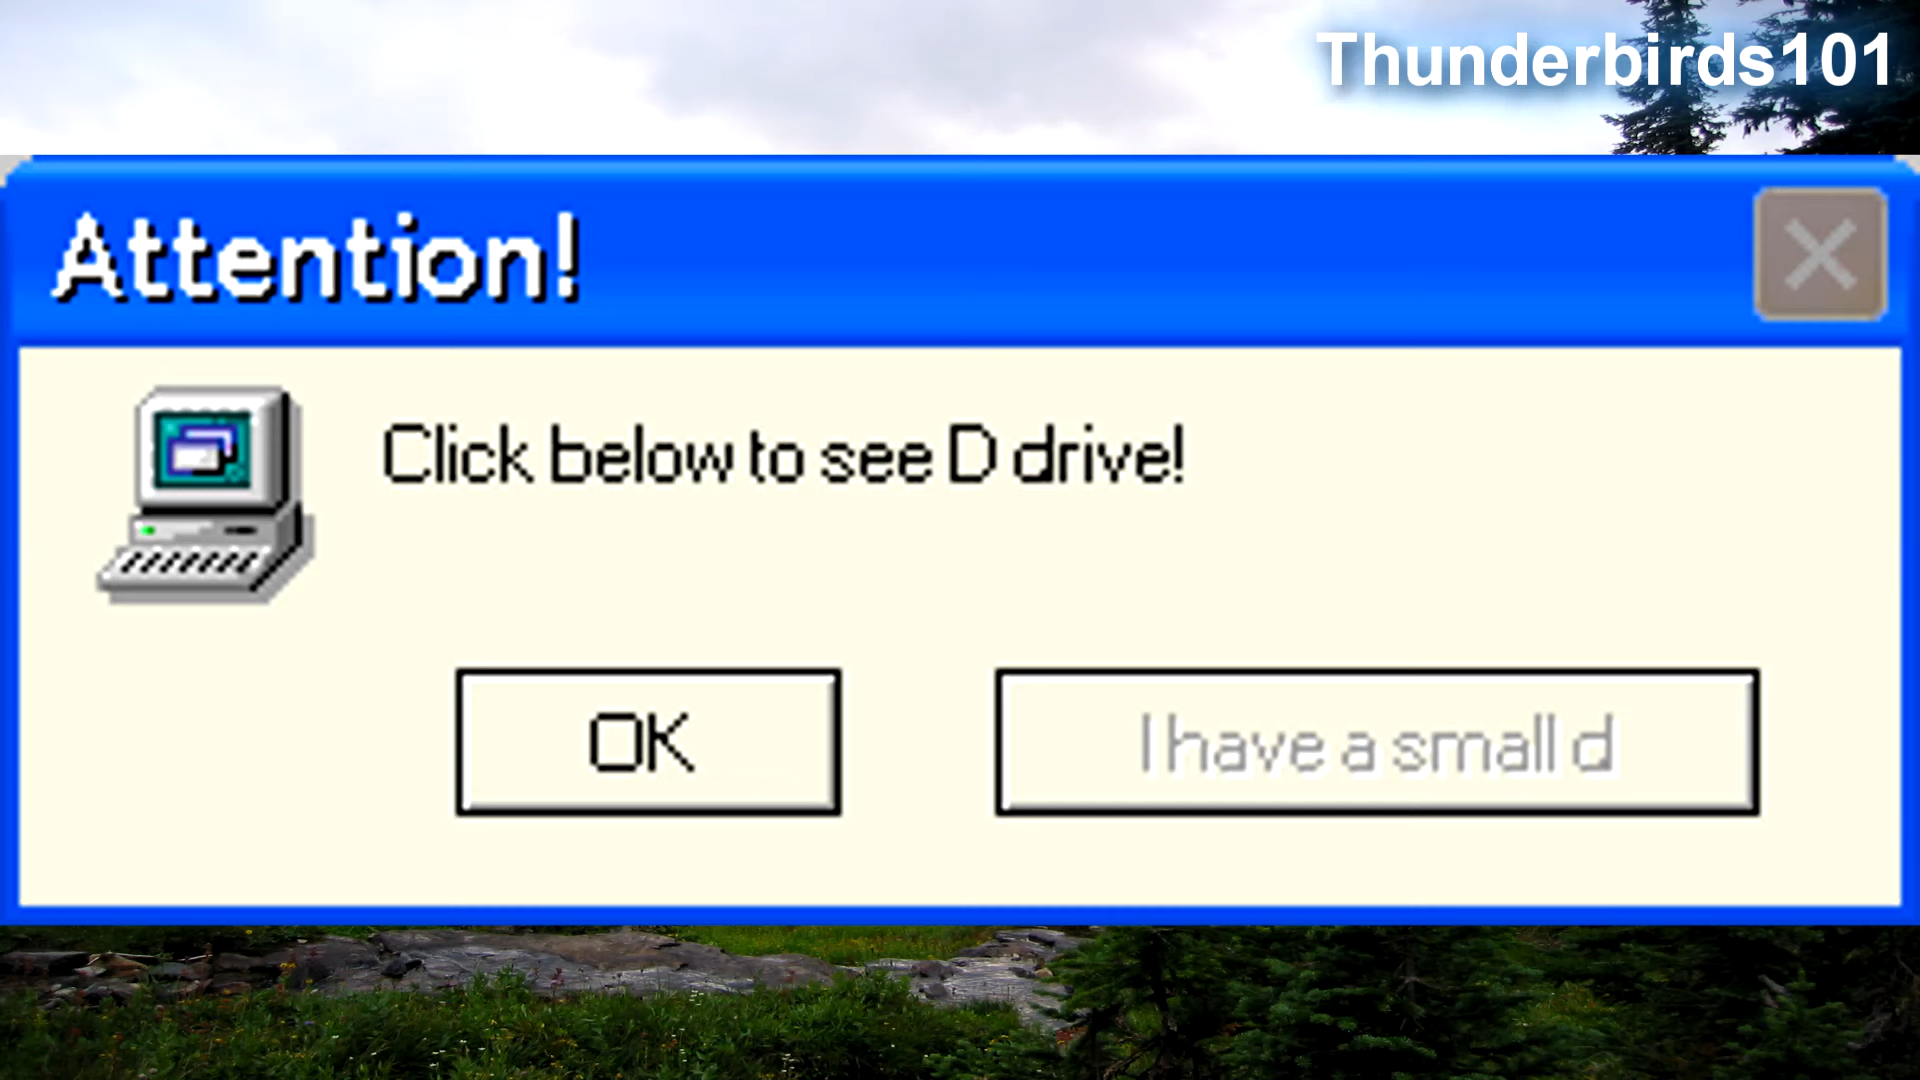 Thunderbirds101
Attention!
Click below to see D drive!
OK
I have a small d